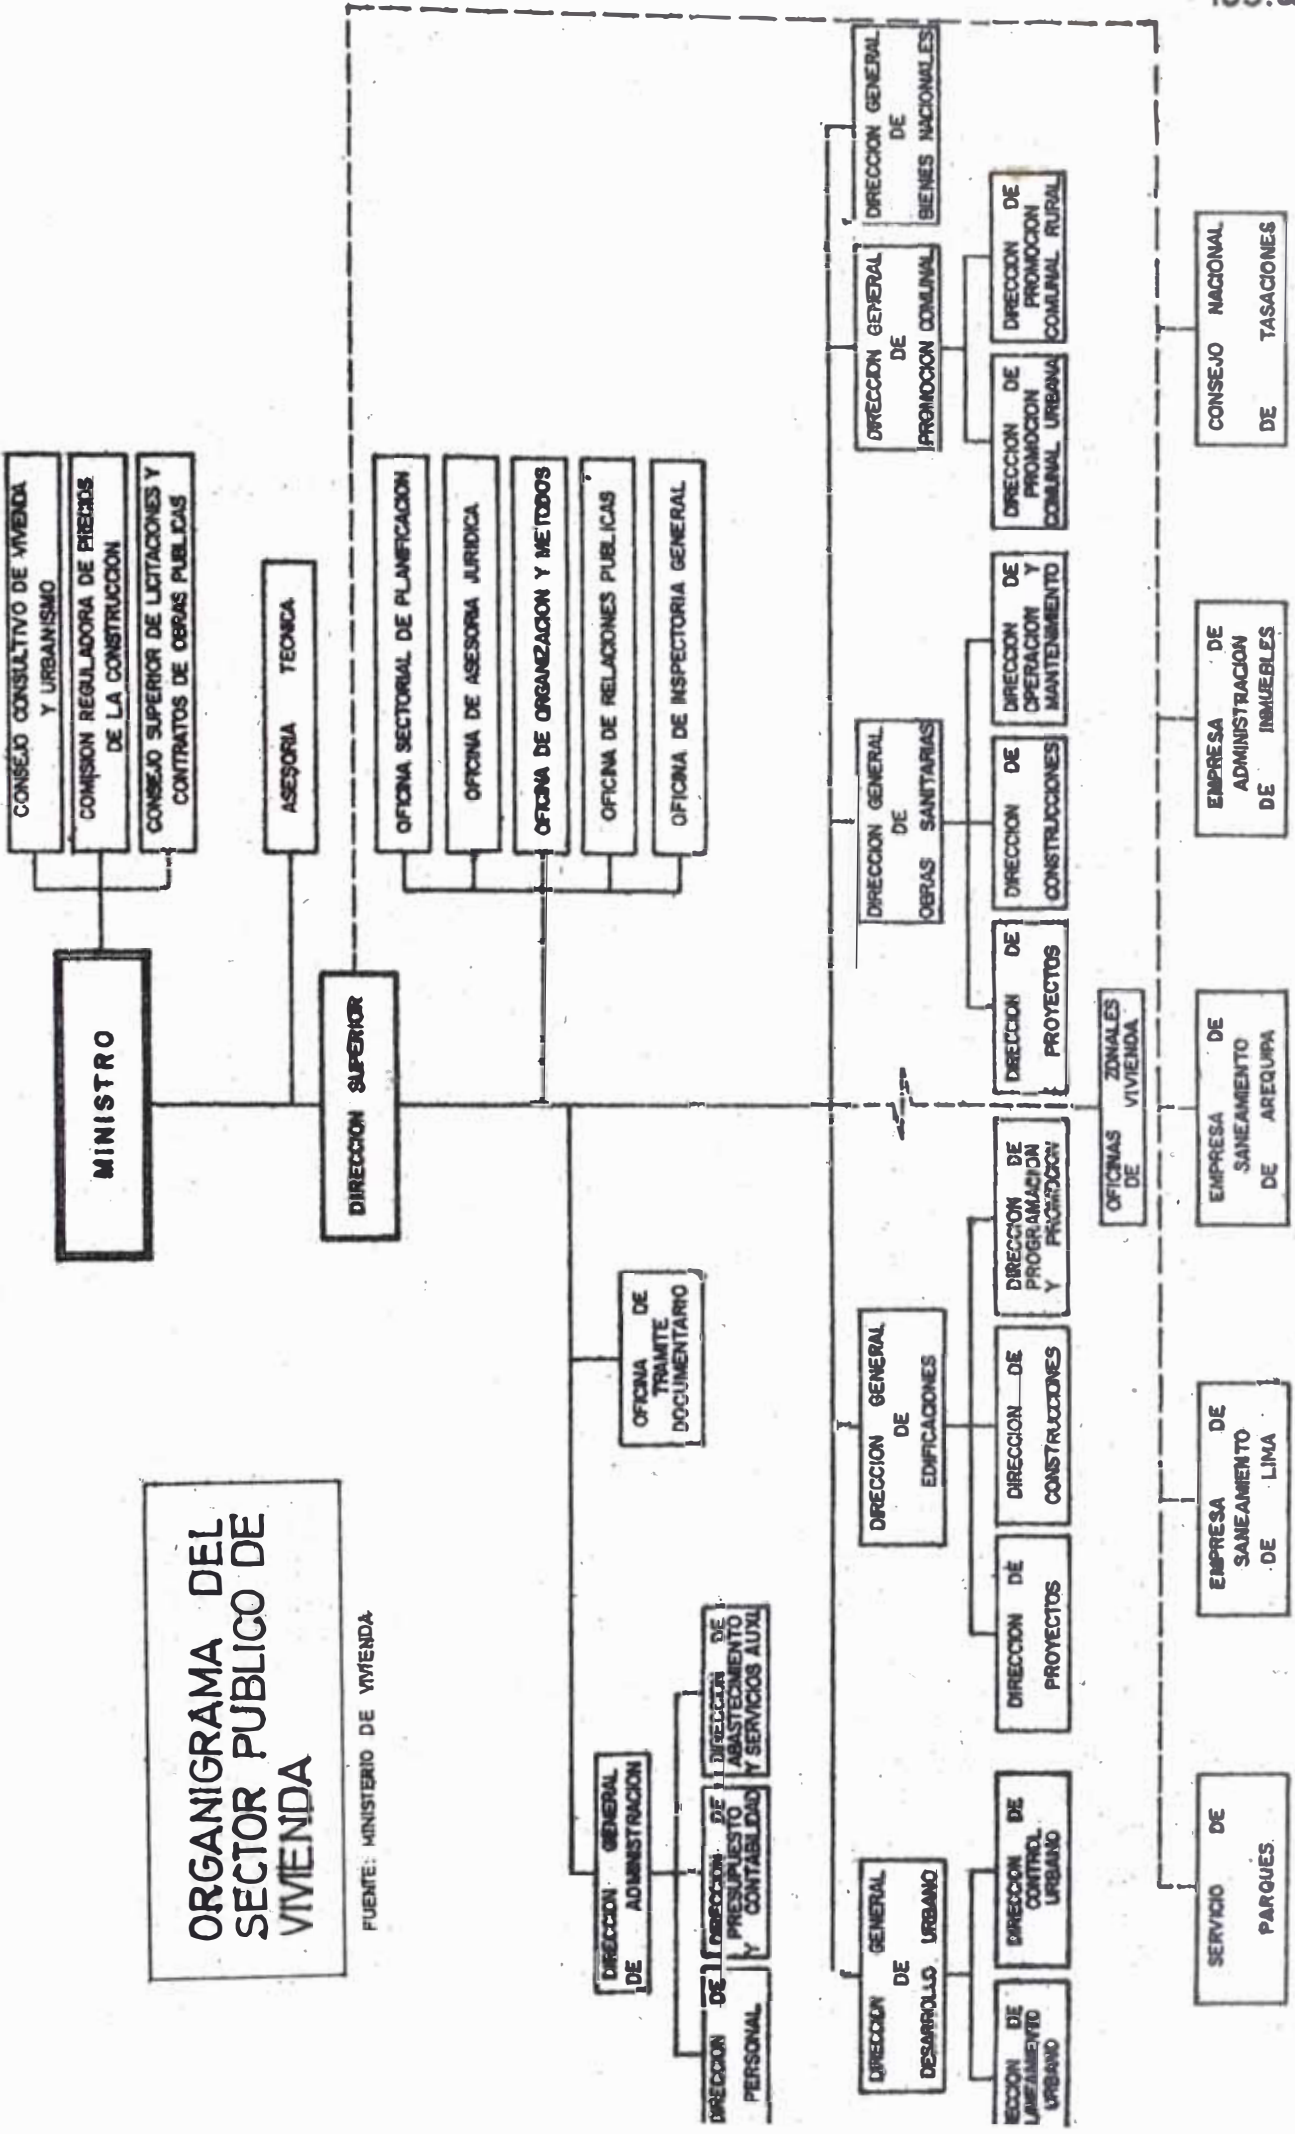 ORGANIGRAMA DEL
SECTOR PUBLICO DE
VIVIENDA
FUENTE: MINISTERIO DE VIVIENDA
MINISTRO
CONSEJO CONSULTIVO DE VIVIENDA
Y URBANISMO
COMISION REGULADORA DE PRECIOS
DE LA CONSTRUCCION
CONSEJO SUPERIOR DE LICITACIONES Y
CONTRATOS DE OBRAS PUBLICAS
ASESORIA TECNICA
DIRECCION SUPERIOR
OFICINA SECTORIAL DE PLANIFICACION
OFICINA DE ASESORIA JURIDICA
OFICINA DE ORGANIZACION Y METODOS
OFICINA DE RELACIONES PUBLICAS
OFICINA DE INSPECTORIA GENERAL
OFICINA DE
TRAMITE
DOCUMENTARIO
DIRECCION GENERAL
DE ADMINISTRACION
DIRECCION DE
PERSONAL
DIRECCION DE
PRESUPUESTO
Y CONTABILIDAD
DIRECCION DE
ABASTECIMIENTO
Y SERVICIOS AUXI.
DIRECCION GENERAL
DE
DESARROLLO URBANO
DIRECCION GENERAL
DE
EDIFICACIONES
DIRECCION GENERAL
DE
OBRAS SANITARIAS
DIRECCION GENERAL
DE
PROMOCION COMUNAL
DIRECCION GENERAL
DE
BIENES NACIONALES
ECCION DE
LANEAMIENTO
URBANO
DIRECCION DE
CONTROL
URBANO
DIRECCION DE
PROYECTOS
DIRECCION DE
CONSTRUCCIONES
DIRECCION DE
PROGRAMACION
Y PROMOCION
DIRECCION DE
PROYECTOS
DIRECCION DE
CONSTRUCCIONES
DIRECCION DE
OPERACION Y
MANTENIMIENTO
DIRECCION DE
PROMOCION
COMUNAL URBANA
DIRECCION DE
PROMOCION
COMUNAL RURAL
OFICINAS ZONALES
DE VIVIENDA
SERVICIO DE
PARQUES
EMPRESA DE
SANEAMIENTO
DE LIMA
EMPRESA DE
SANEAMIENTO
DE AREQUIPA
EMPRESA DE
ADMINISTRACION
DE INMUEBLES
CONSEJO NACIONAL
DE TASACIONES